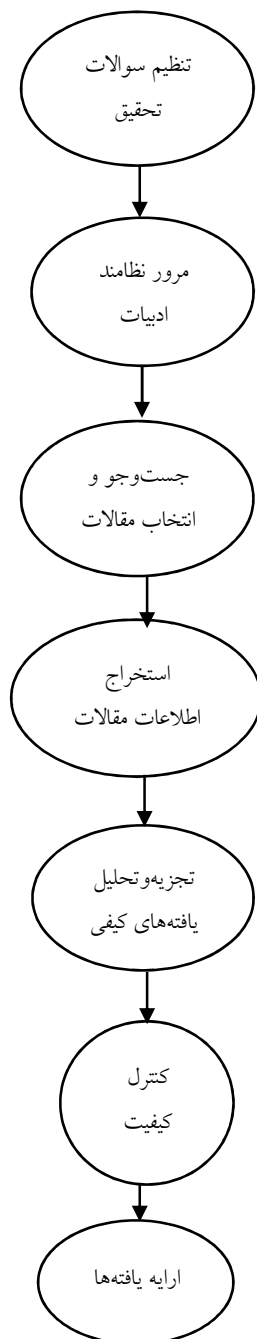 تنظیم سوالات
تحقیق
مرور نظامند
ادبیات
جست‌وجو و
انتخاب مقالات
استخراج
اطلاعات مقالات
تجزیه‌وتحلیل
یافته‌های کیفی
کنترل
کیفیت
ارایه یافته‌ها